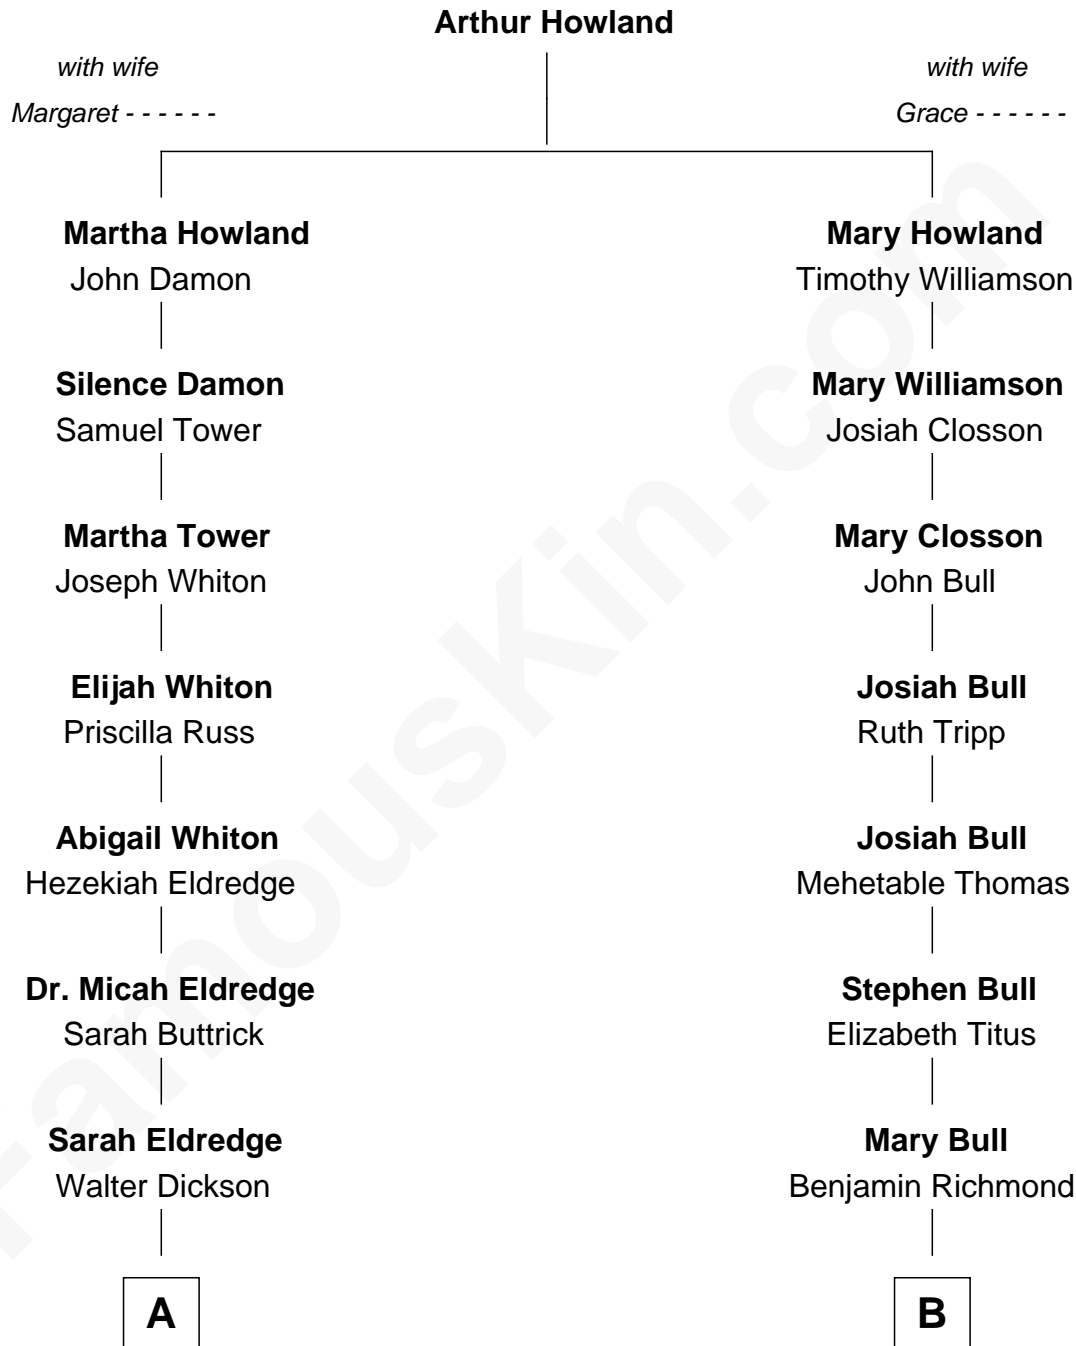 Arthur Howland
with wife
Margaret - - - - - -
with wife
Grace - - - - - -
Martha Howland
John Damon
Mary Howland
Timothy Williamson
Silence Damon
Samuel Tower
Mary Williamson
Josiah Closson
Martha Tower
Joseph Whiton
Mary Closson
John Bull
Elijah Whiton
Priscilla Russ
Josiah Bull
Ruth Tripp
Abigail Whiton
Hezekiah Eldredge
Josiah Bull
Mehetable Thomas
Dr. Micah Eldredge
Sarah Buttrick
Stephen Bull
Elizabeth Titus
Sarah Eldredge
Walter Dickson
Mary Bull
Benjamin Richmond
A
B
FamousKin.com